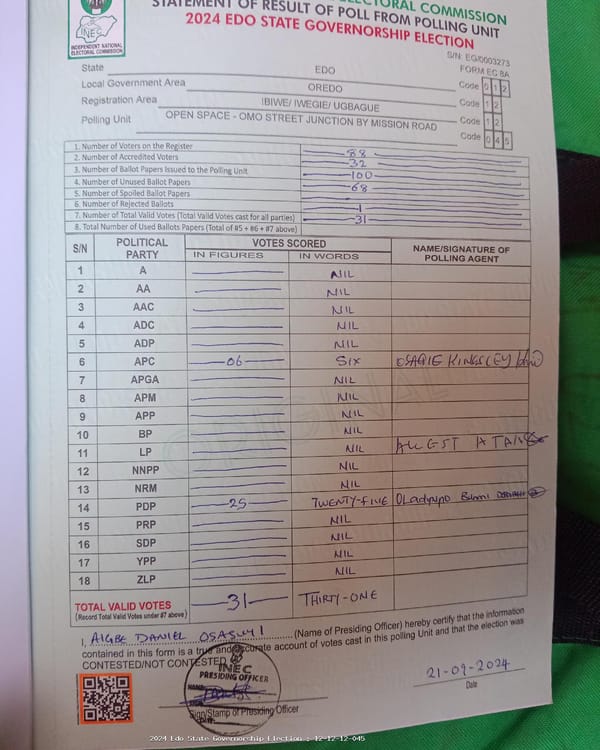 ELECTORAL COMMISSION
STATEMENT OF RESULT OF POLL FROM POLLING UNIT
2024 EDO STATE GOVERNORSHIP ELECTION
INEC
INDEPENDENT NATIONAL
ELECTORAL COMMISSION
S/N: EG/0003273
FORM EC 8A
State EDO
Local Government Area OREDO Code 0 1 2
Registration Area IBIWE/ IWEGIE/ UGBAGUE Code 1 2
Polling Unit OPEN SPACE - OMO STREET JUNCTION BY MISSION ROAD Code 1 2
Code 0 4 5
1. Number of Voters on the Register 88
2. Number of Accredited Voters 32
3. Number of Ballot Papers Issued to the Polling Unit 100
4. Number of Unused Ballot Papers 68
5. Number of Spoiled Ballot Papers
6. Number of Rejected Ballots 1
7. Number of Total Valid Votes (Total Valid Votes cast for all parties) 31
8. Total Number of Used Ballots Papers (Total of #5 + #6 + #7 above)
S/N POLITICAL PARTY VOTES SCORED NAME/SIGNATURE OF POLLING AGENT
IN FIGURES IN WORDS
1 A NIL
2 AA NIL
3 AAC NIL
4 ADC NIL
5 ADP NIL
6 APC 06 SIX OSAGIE KINGSLEY
7 APGA NIL
8 APM NIL
9 APP NIL
10 BP NIL
11 LP NIL
12 NNPP NIL
13 NRM NIL
14 PDP 25 TWENTY-FIVE Oladipupo Bunmi
15 PRP NIL
16 SDP NIL
17 YPP NIL
18 ZLP NIL
ORIGINAL
TOTAL VALID VOTES 31 THIRTY-ONE
(Record Total Valid Votes under #7 above)
I, AIGBE DANIEL OSASUYI (Name of Presiding Officer) hereby certify that the information
contained in this form is a true and accurate account of votes cast in this polling Unit and that the election was
CONTESTED/NOT CONTESTED
INEC
PRESIDING OFFICER
Sign/Stamp of Presiding Officer
21-09-2024
Date
2024 Edo State Governorship Election : 12-12-12-045